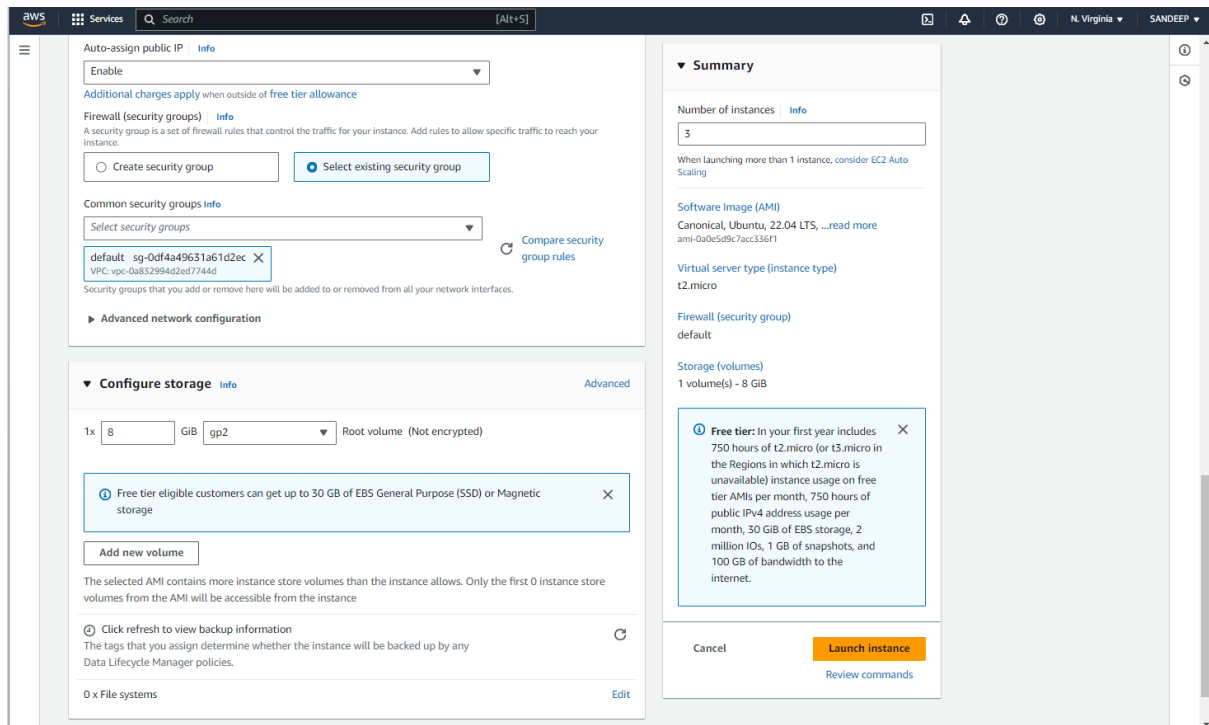 aws
Services
Search
[Alt+S]
N. Virginia
SANDEEP
Auto-assign public IP
Info
Enable
Additional charges apply when outside of free tier allowance
Firewall (security groups)
Info
A security group is a set of firewall rules that control the traffic for your instance. Add rules to allow specific traffic to reach your
instance.
Create security group
Select existing security group
Common security groups Info
Select security groups
default sg-0df4a49631a61d2ec
VPC: vpc-0a832994d2ed7744d
Compare security
group rules
Security groups that you add or remove here will be added to or removed from all your network interfaces.
Advanced network configuration
Configure storage Info
Advanced
1x 8 GiB gp2 Root volume (Not encrypted)
Free tier eligible customers can get up to 30 GB of EBS General Purpose (SSD) or Magnetic
storage
Add new volume
The selected AMI contains more instance store volumes than the instance allows. Only the first 0 instance store
volumes from the AMI will be accessible from the instance
Click refresh to view backup information
The tags that you assign determine whether the instance will be backed up by any
Data Lifecycle Manager policies.
0 x File systems
Edit
Summary
Number of instances
Info
3
When launching more than 1 instance, consider EC2 Auto
Scaling
Software Image (AMI)
Canonical, Ubuntu, 22.04 LTS, ...read more
ami-0a0e5d9c7acc336f1
Virtual server type (instance type)
t2.micro
Firewall (security group)
default
Storage (volumes)
1 volume(s) - 8 GiB
Free tier: In your first year includes
750 hours of t2.micro (or t3.micro in
the Regions in which t2.micro is
unavailable) instance usage on free
tier AMIs per month, 750 hours of
public IPv4 address usage per
month, 30 GiB of EBS storage, 2
million IOs, 1 GB of snapshots, and
100 GB of bandwidth to the
internet.
Cancel
Launch instance
Review commands